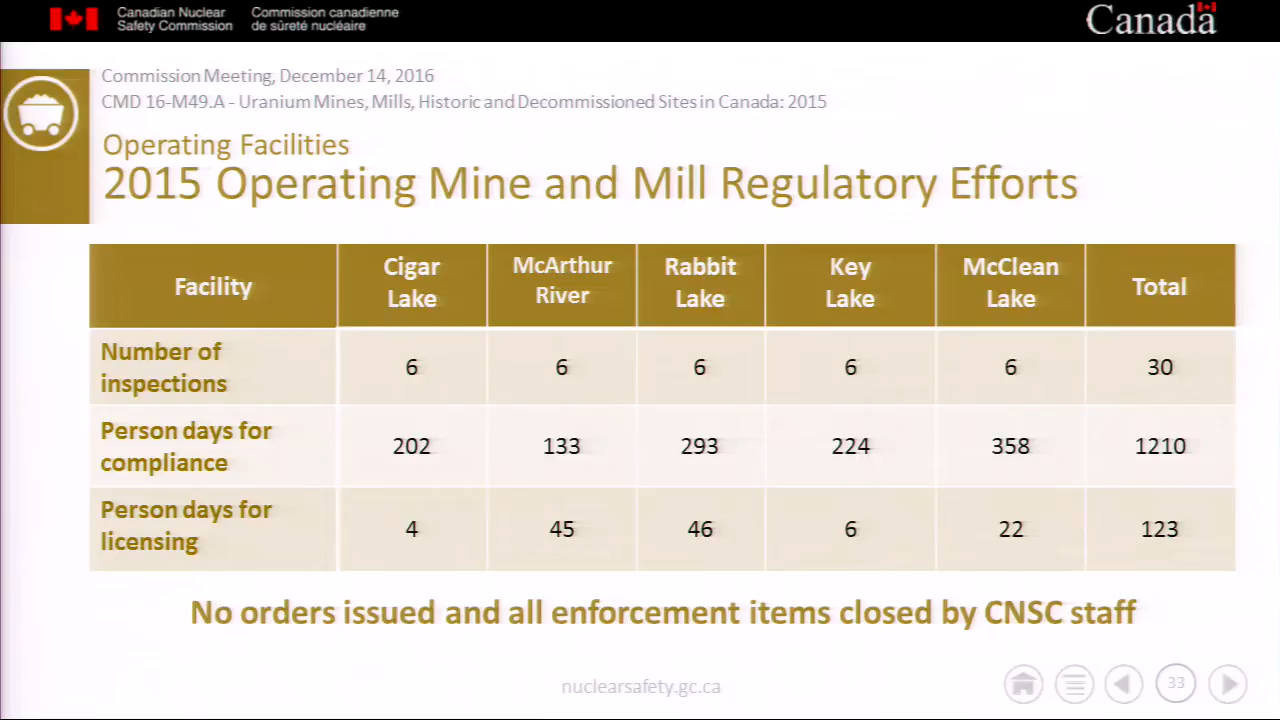 Canadian Nuclear Safety Commission
Commission canadienne de sûreté nucléaire
Canada
Commission Meeting, December 14, 2016
CMD 16-M49.A - Uranium Mines, Mills, Historic and Decommissioned Sites in Canada: 2015
Operating Facilities
2015 Operating Mine and Mill Regulatory Efforts
Facility Cigar Lake McArthur River Rabbit Lake Key Lake McClean Lake Total
Number of inspections 6 6 6 6 6 30
Person days for compliance 202 133 293 224 358 1210
Person days for licensing 4 45 46 6 22 123
No orders issued and all enforcement items closed by CNSC staff
nuclearsafety.gc.ca
33